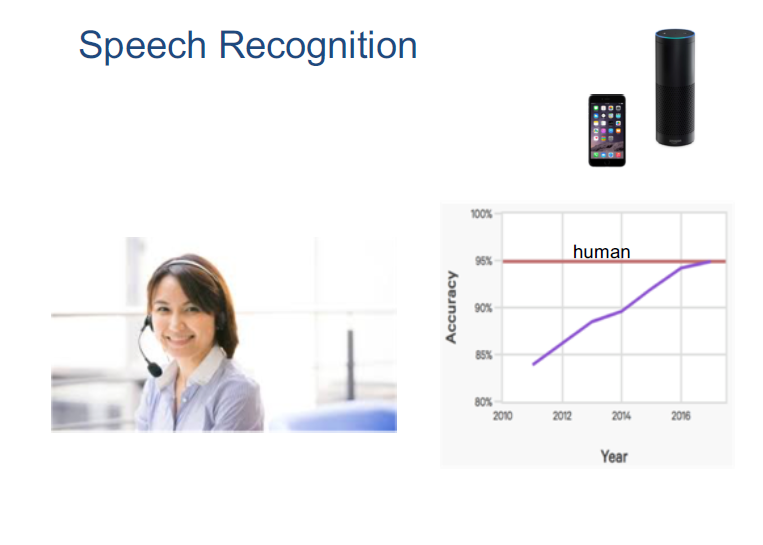 Speech Recognition
100%
human
95%
90%
85%
80%
Accuracy
2010 2012 2014 2016
Year